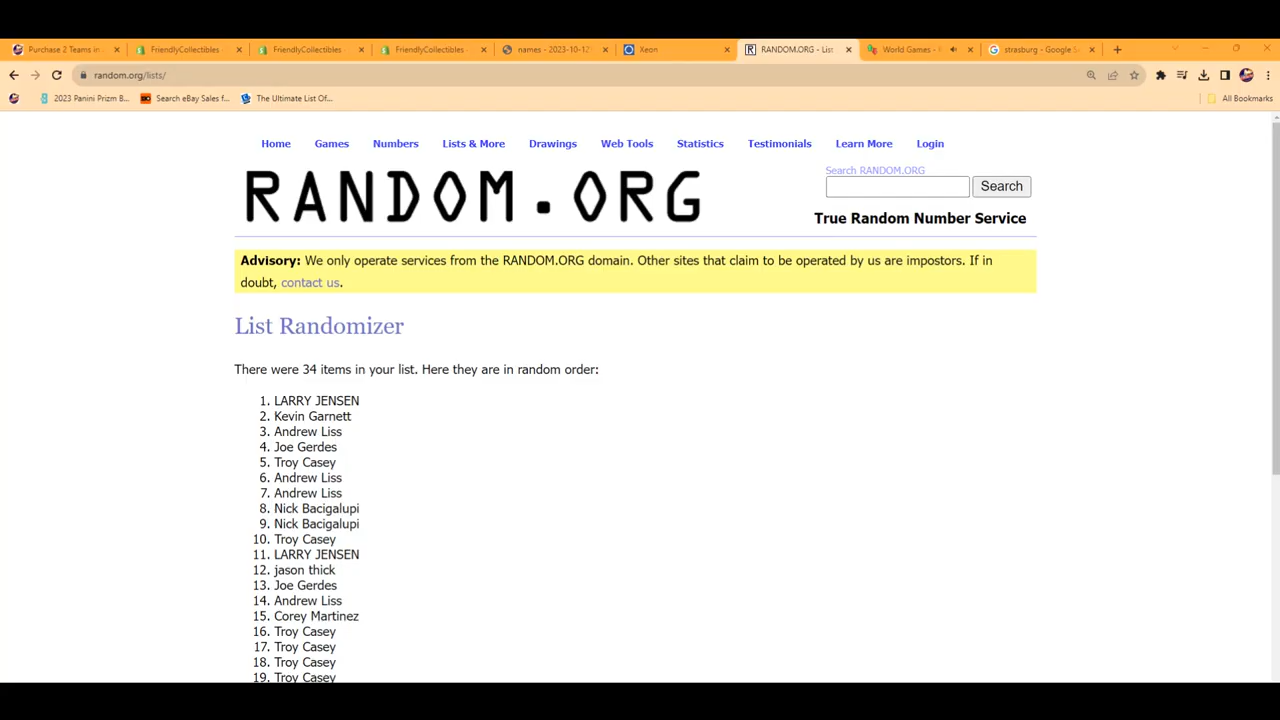 Purchase 2 Teams in
FriendlyCollectibles
FriendlyCollectibles
FriendlyCollectibles
names - 2023-10-12
Xeon
RANDOM.ORG - List
World Games -
strasburg - Google Se
random.org/lists/
2023 Panini Prizm B...
Search eBay Sales f...
The Ultimate List Of...
All Bookmarks
Home
Games
Numbers
Lists & More
Drawings
Web Tools
Statistics
Testimonials
Learn More
Login
RANDOM.ORG
Search RANDOM.ORG
Search
True Random Number Service
Advisory: We only operate services from the RANDOM.ORG domain. Other sites that claim to be operated by us are impostors. If in
doubt, contact us.
List Randomizer
There were 34 items in your list. Here they are in random order:
1. LARRY JENSEN
2. Kevin Garnett
3. Andrew Liss
4. Joe Gerdes
5. Troy Casey
6. Andrew Liss
7. Andrew Liss
8. Nick Bacigalupi
9. Nick Bacigalupi
10. Troy Casey
11. LARRY JENSEN
12. jason thick
13. Joe Gerdes
14. Andrew Liss
15. Corey Martinez
16. Troy Casey
17. Troy Casey
18. Troy Casey
19. Troy Casey